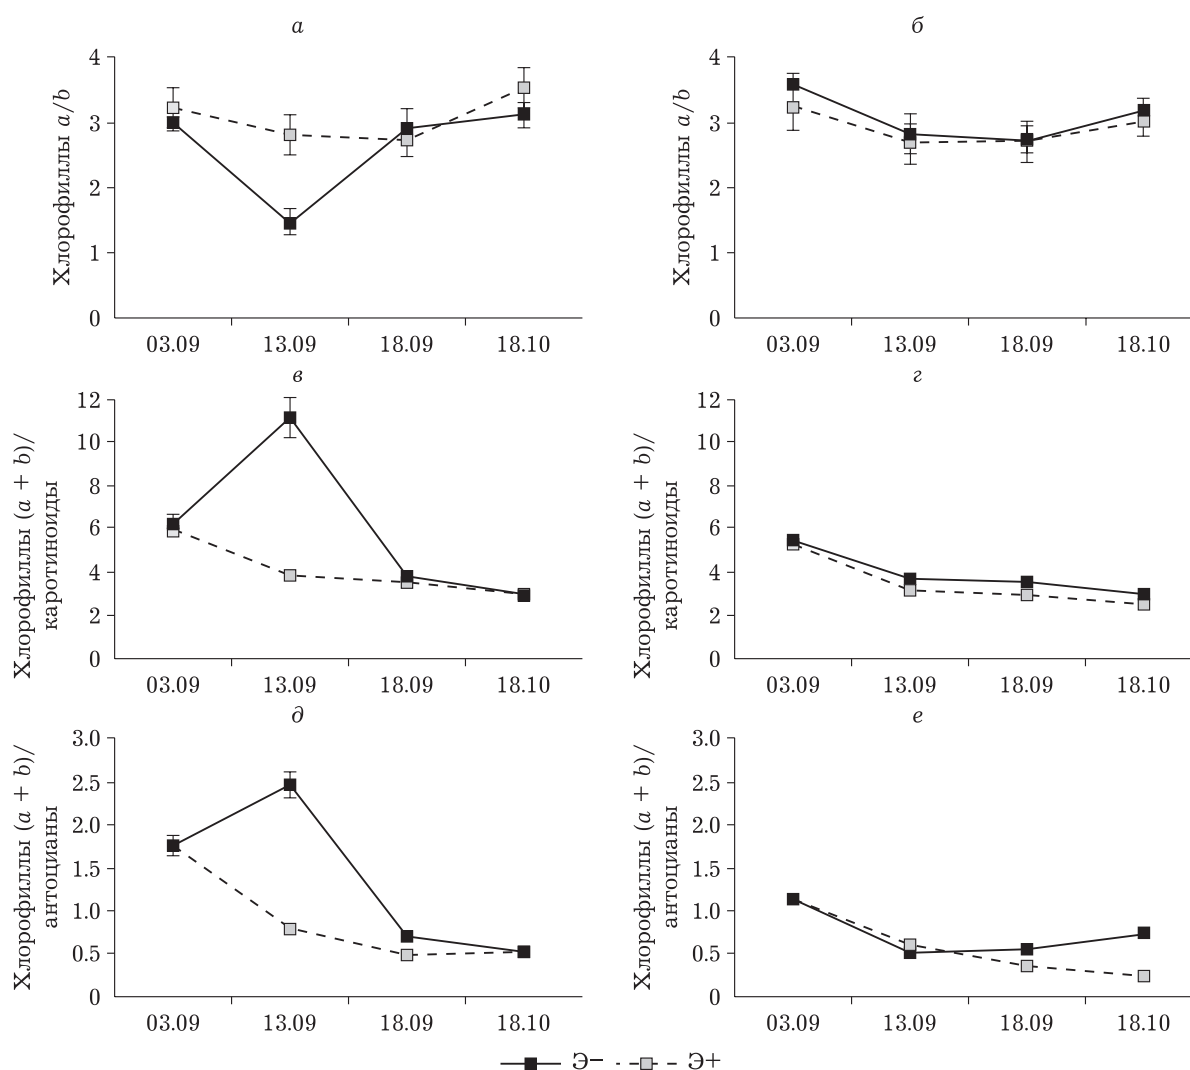 а
Хлорофиллы a/b
4
3
2
1
0
03.09 13.09 18.09 18.10
б
Хлорофиллы a/b
4
3
2
1
0
03.09 13.09 18.09 18.10
в
Хлорофиллы (a + b)/
каротиноиды
12
10
8
6
4
2
0
03.09 13.09 18.09 18.10
г
Хлорофиллы (a + b)/
каротиноиды
12
10
8
6
4
2
0
03.09 13.09 18.09 18.10
д
Хлорофиллы (a + b)/
антоцианы
3.0
2.5
2.0
1.5
1.0
0.5
0
03.09 13.09 18.09 18.10
е
Хлорофиллы (a + b)/
антоцианы
3.0
2.5
2.0
1.5
1.0
0.5
0
03.09 13.09 18.09 18.10
Э− Э+